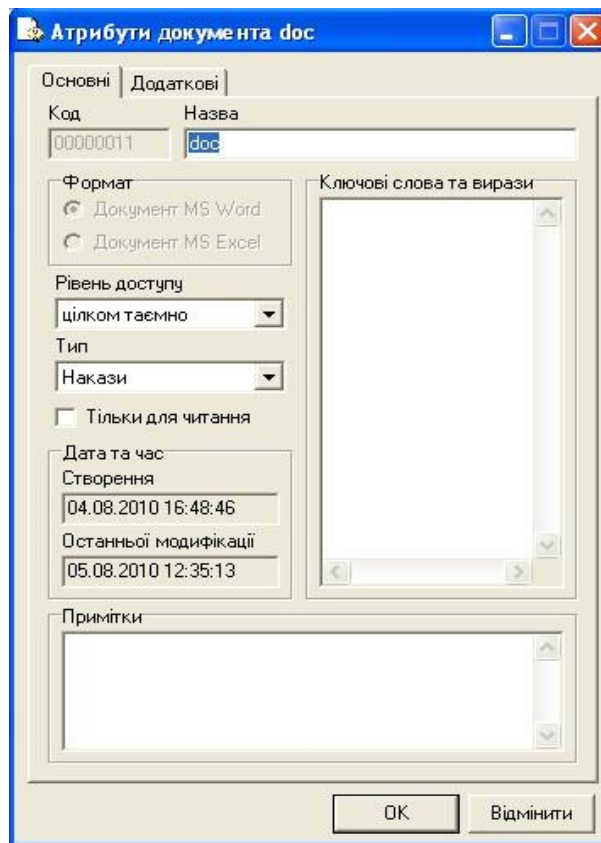 Атрибути документа doc
Основні Додаткові
Код Назва
00000011 doc
Формат
Документ MS Word
Документ MS Excel
Рівень доступу
цілком таємно
Тип
Накази
Тільки для читання
Дата та час
Створення
04.08.2010 16:48:46
Останньої модифікації
05.08.2010 12:35:13
Ключові слова та вирази
Примітки
OK Відмінити